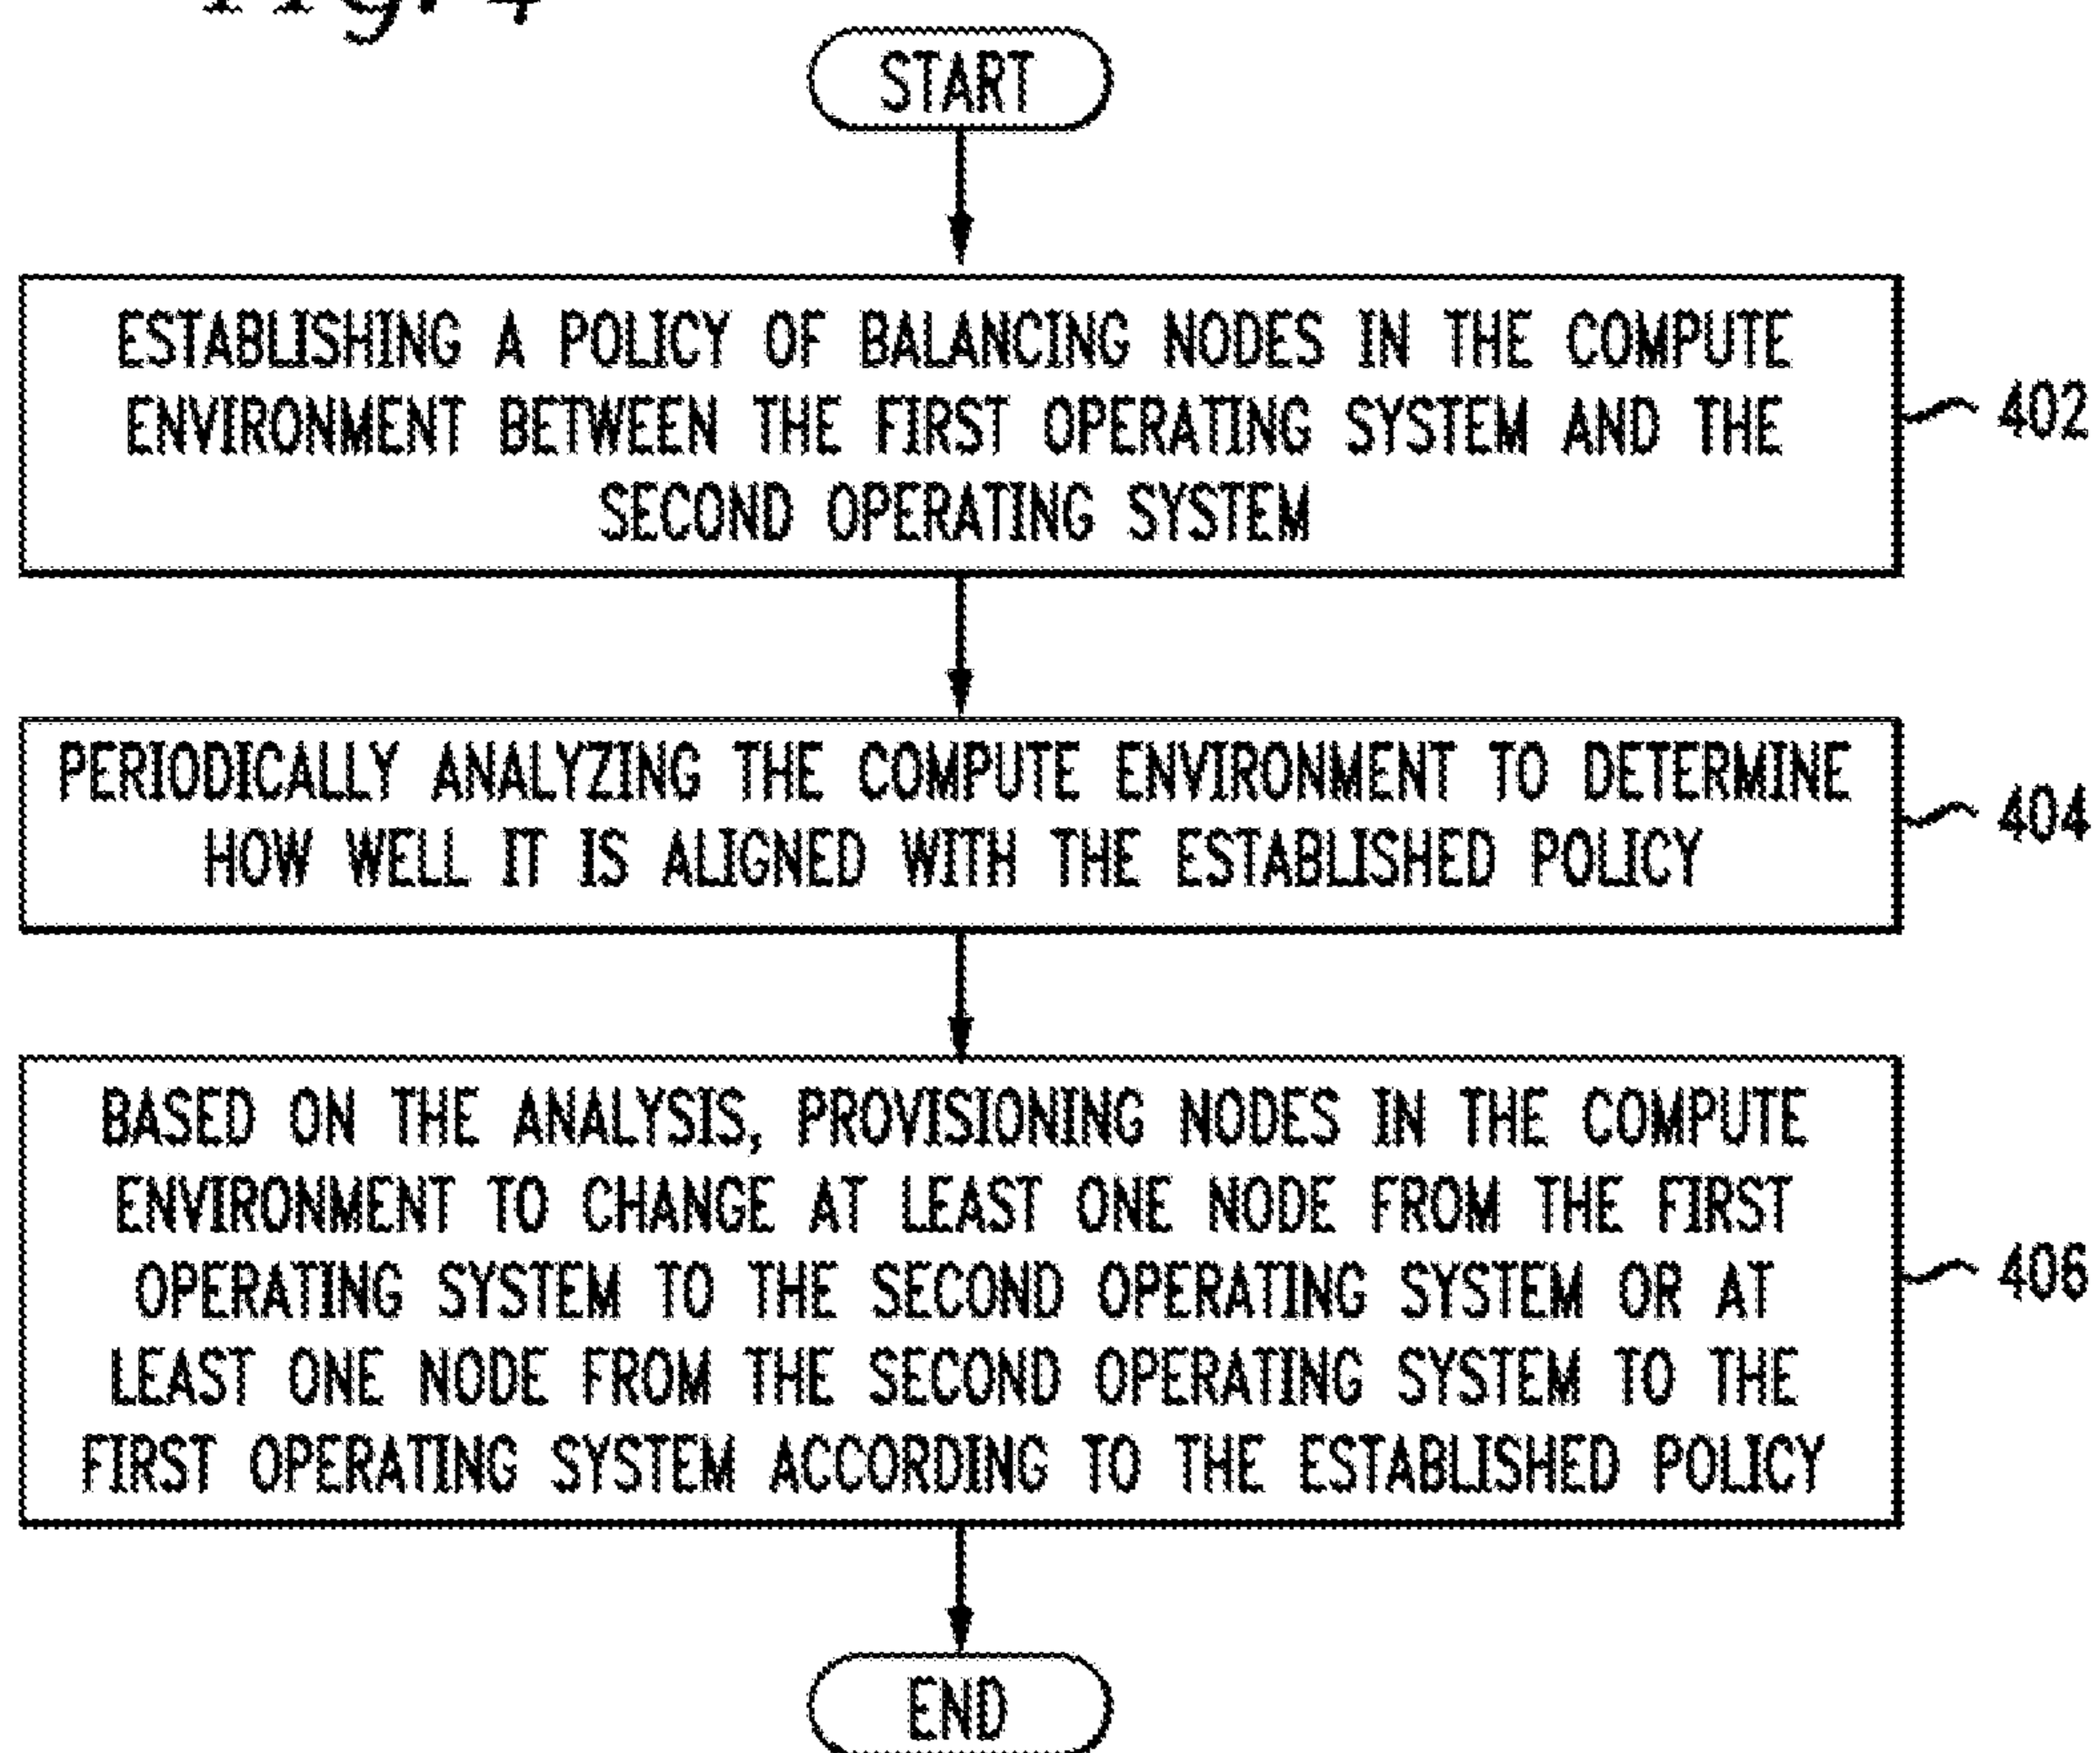 Fig. 4
START
ESTABLISHING A POLICY OF BALANCING NODES IN THE COMPUTE
ENVIRONMENT BETWEEN THE FIRST OPERATING SYSTEM AND THE
SECOND OPERATING SYSTEM
402
PERIODICALLY ANALYZING THE COMPUTE ENVIRONMENT TO DETERMINE
HOW WELL IT IS ALIGNED WITH THE ESTABLISHED POLICY
404
BASED ON THE ANALYSIS, PROVISIONING NODES IN THE COMPUTE
ENVIRONMENT TO CHANGE AT LEAST ONE NODE FROM THE FIRST
OPERATING SYSTEM TO THE SECOND OPERATING SYSTEM OR AT
LEAST ONE NODE FROM THE SECOND OPERATING SYSTEM TO THE
FIRST OPERATING SYSTEM ACCORDING TO THE ESTABLISHED POLICY
406
END